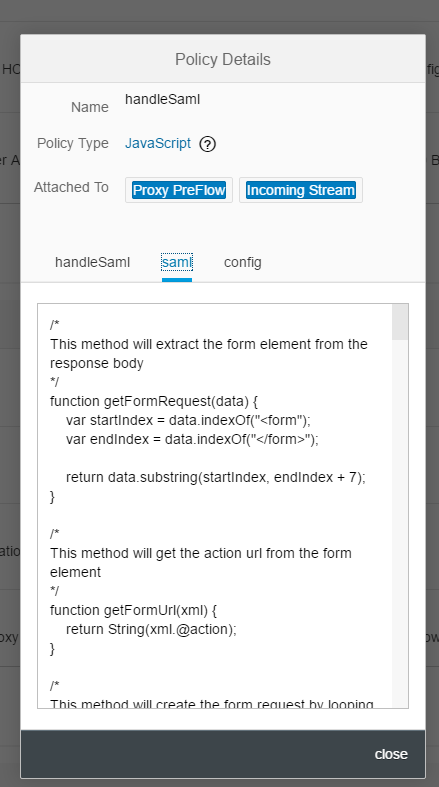 Policy Details
HC
fig
Name
handleSaml
Policy Type
JavaScript ?
er A
B
Attached To
Proxy PreFlow
Incoming Stream
handleSaml
saml
config
/*
This method will extract the form element from the
response body
*/
function getFormRequest(data) {
var startIndex = data.indexOf("<form");
var endIndex = data.indexOf("</form>");
return data.substring(startIndex, endIndex + 7);
}
/*
This method will get the action url from the form
element
*/
function getFormUrl(xml) {
return String(xml.@action);
}
/*
This method will create the form request by looping
atio
oxy
ow
close